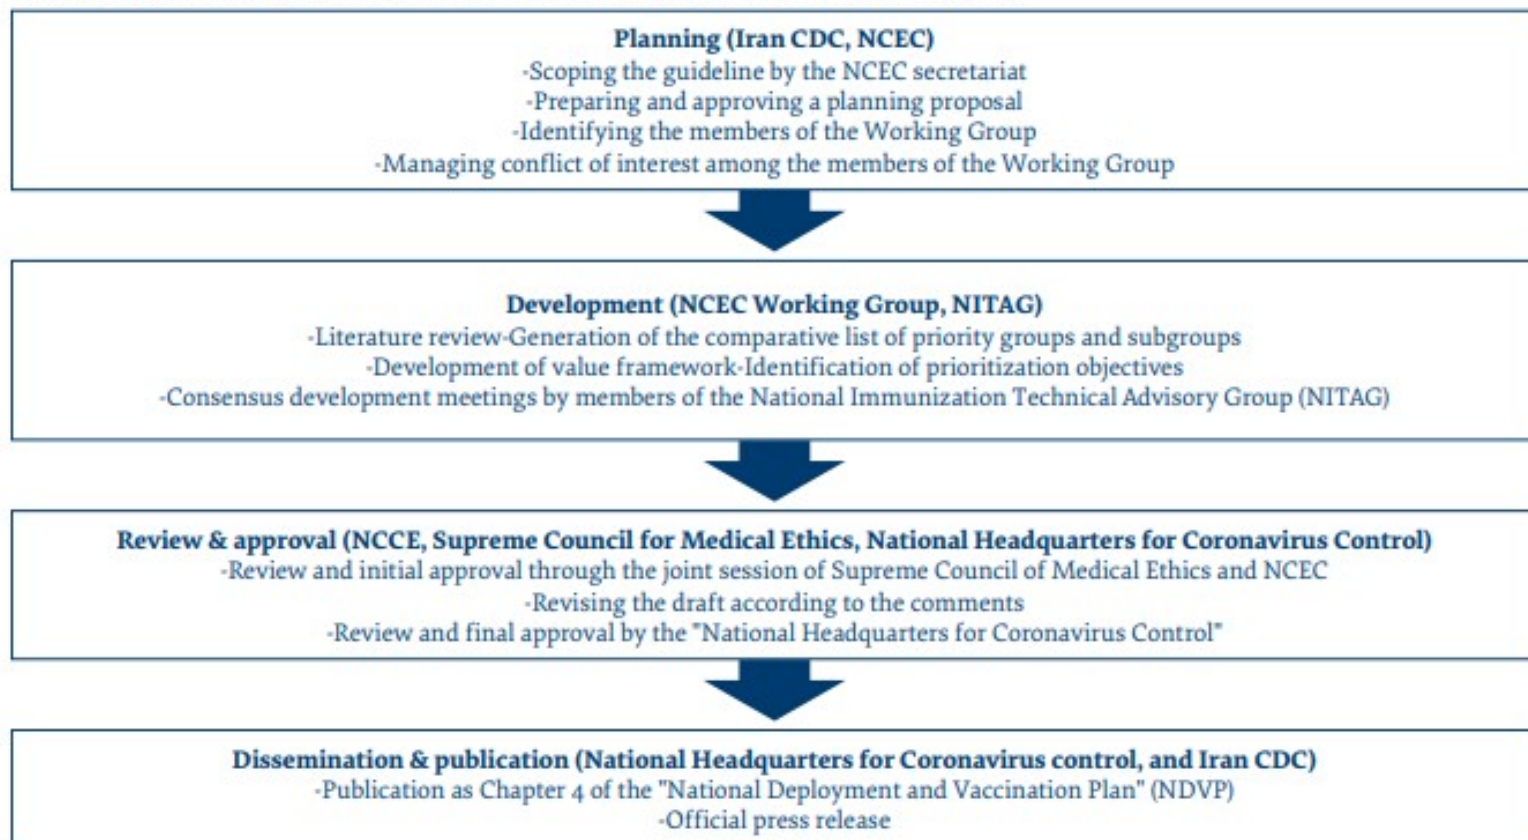 Planning (Iran CDC, NCEC)
-Scoping the guideline by the NCEC secretariat
-Preparing and approving a planning proposal
-Identifying the members of the Working Group
-Managing conflict of interest among the members of the Working Group
Development (NCEC Working Group, NITAG)
-Literature review-Generation of the comparative list of priority groups and subgroups
-Development of value framework-Identification of prioritization objectives
-Consensus development meetings by members of the National Immunization Technical Advisory Group (NITAG)
Review & approval (NCCE, Supreme Council for Medical Ethics, National Headquarters for Coronavirus Control)
-Review and initial approval through the joint session of Supreme Council of Medical Ethics and NCEC
-Revising the draft according to the comments
-Review and final approval by the "National Headquarters for Coronavirus Control"
Dissemination & publication (National Headquarters for Coronavirus control, and Iran CDC)
-Publication as Chapter 4 of the "National Deployment and Vaccination Plan" (NDVP)
-Official press release